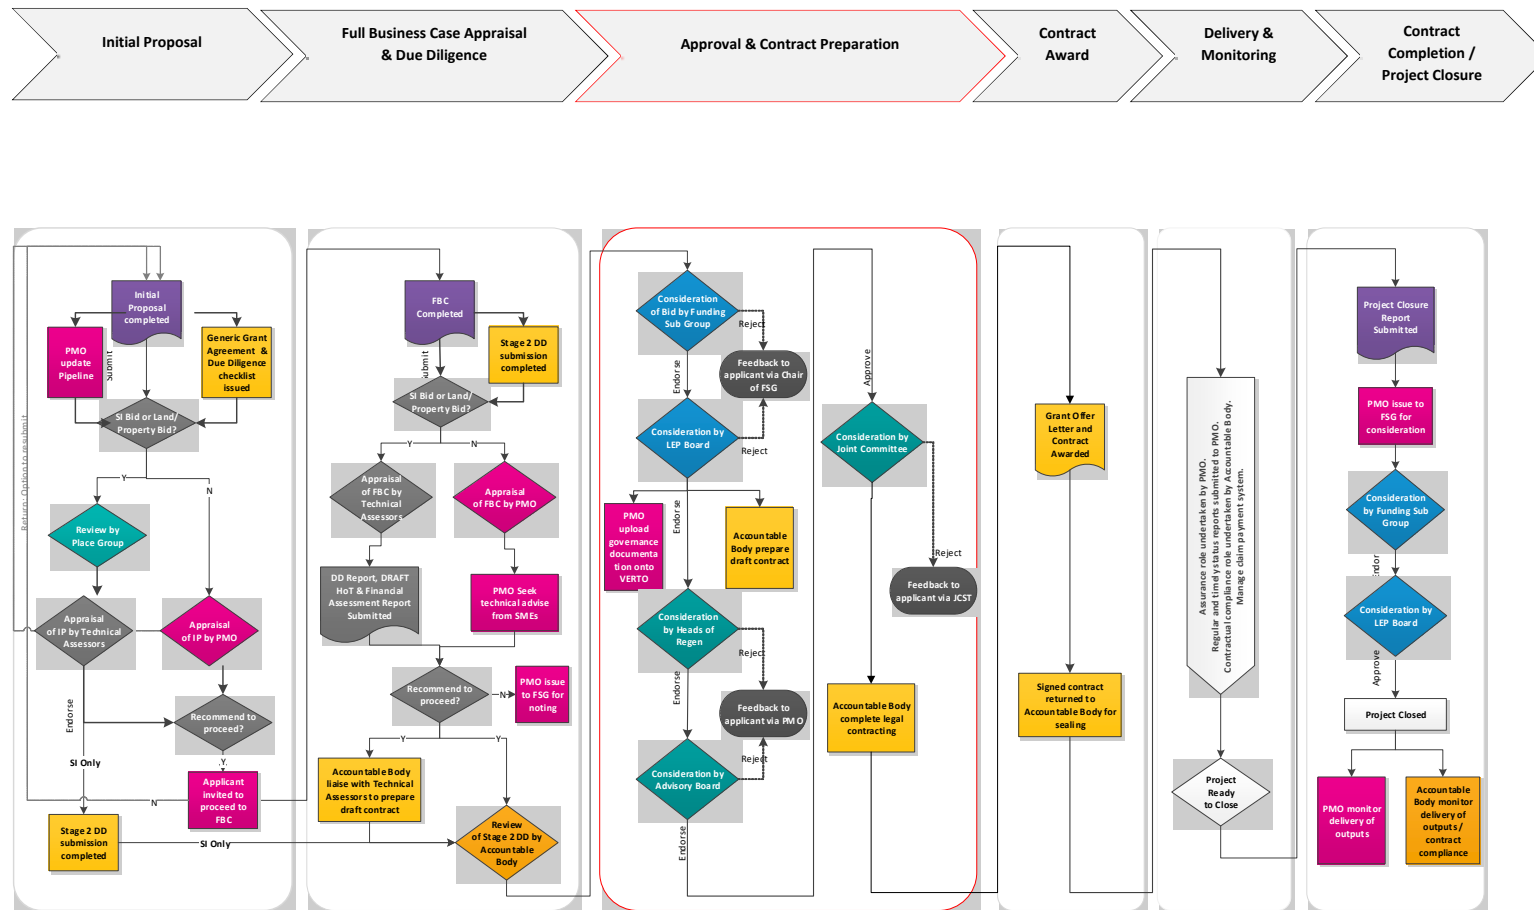 Initial Proposal
Full Business Case Appraisal
& Due Diligence
Approval & Contract Preparation
Contract
Award
Delivery &
Monitoring
Contract
Completion /
Project Closure
Initial
Proposal
completed
PMO
update
Pipeline
Submit
Generic Grant
Agreement &
Due Diligence
checklist
issued
SI Bid or Land/
Property Bid?
Return: Option to resubmit
Y
N
Review by
Place Group
Appraisal
of IP by Technical
Assessors
Appraisal
of IP by PMO
Endorse
Recommend to
proceed?
SI Only
Y
Applicant
invited to
proceed to
FBC
N
Stage 2 DD
submission
completed
SI Only
FBC
Completed
Submit
Stage 2 DD
submission
completed
SI Bid or Land/
Property Bid?
Y
N
Appraisal
of FBC by
Technical
Assessors
Appraisal
of FBC by PMO
DD Report, DRAFT
HoT & Financial
Assessment Report
Submitted
PMO Seek
technical advise
from SMEs
Recommend to
proceed?
N
PMO issue
to FSG for
noting
Y
Y
Accountable Body
liaise with Technical
Assessors to prepare
draft contract
Review
of Stage 2 DD by
Accountable
Body
Consideration
of Bid by Funding
Sub Group
Reject
Feedback to
applicant via Chair
of FSG
Endorse
Consideration by
LEP Board
Reject
PMO
upload
governance
documenta
tion onto
VERTO
Endorse
Accountable
Body prepare
draft contract
Consideration
by Heads of
Regen
Reject
Endorse
Feedback to
applicant via PMO
Reject
Consideration by
Advisory Board
Endorse
Approve
Consideration by
Joint Committee
Reject
Feedback to
applicant via JCST
Accountable Body
complete legal
contracting
Grant Offer
Letter and
Contract
Awarded
Signed contract
returned to
Accountable Body for
sealing
Assurance role undertaken by PMO.
Regular and timely status reports submitted to PMO.
Contractual compliance role undertaken by Accountable Body.
Manage claim payment system.
Project
Ready
to Close
Project Closure
Report
Submitted
PMO issue to
FSG for
consideration
Consideration
by Funding Sub
Group
Endor
Consideration by
LEP Board
Approve
Project Closed
PMO monitor
delivery of
outputs
Accountable
Body monitor
delivery of
outputs/
contract
compliance